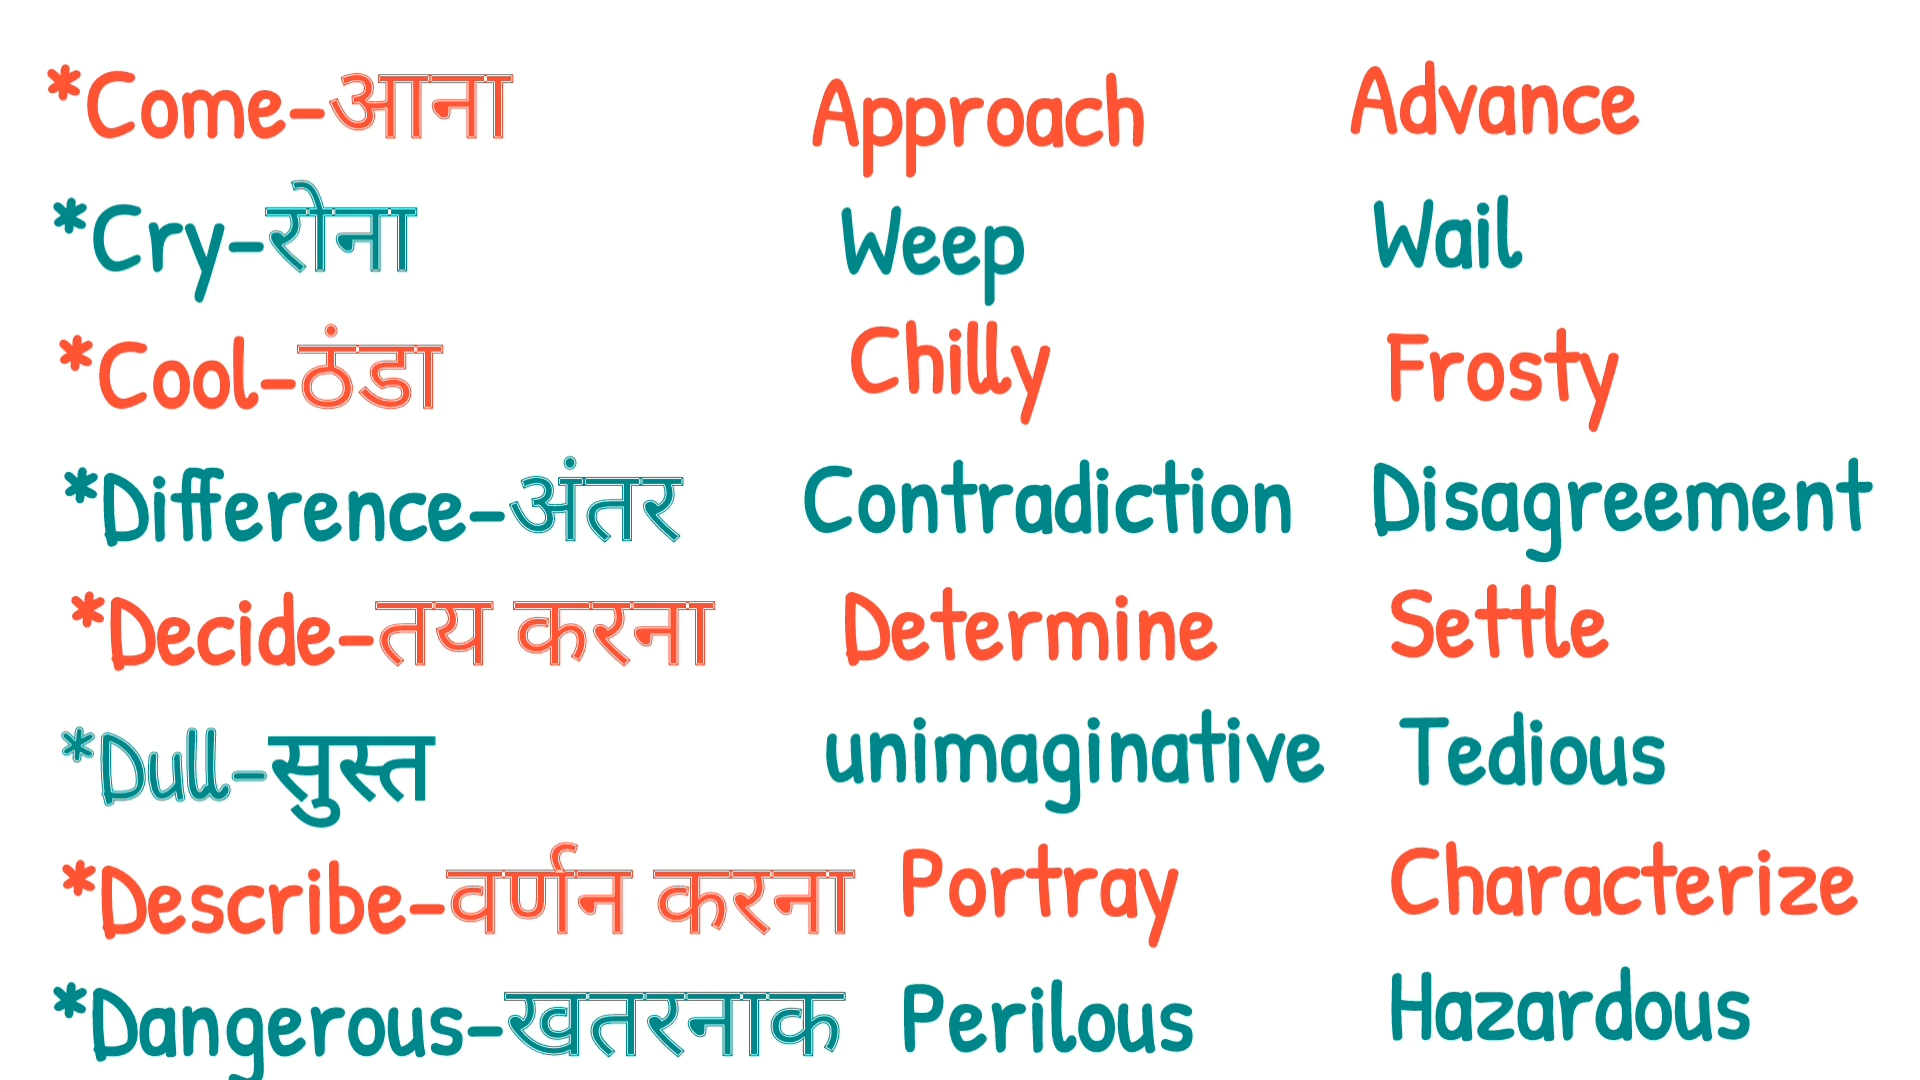 *Come-आना Approach Advance
*Cry-रोना Weep Wail
*Cool-ठंडा Chilly Frosty
*Difference-अंतर Contradiction Disagreement
*Decide-तय करना Determine Settle
*Dull-सुस्त unimaginative Tedious
*Describe-वर्णन करना Portray Characterize
*Dangerous-खतरनाक Perilous Hazardous